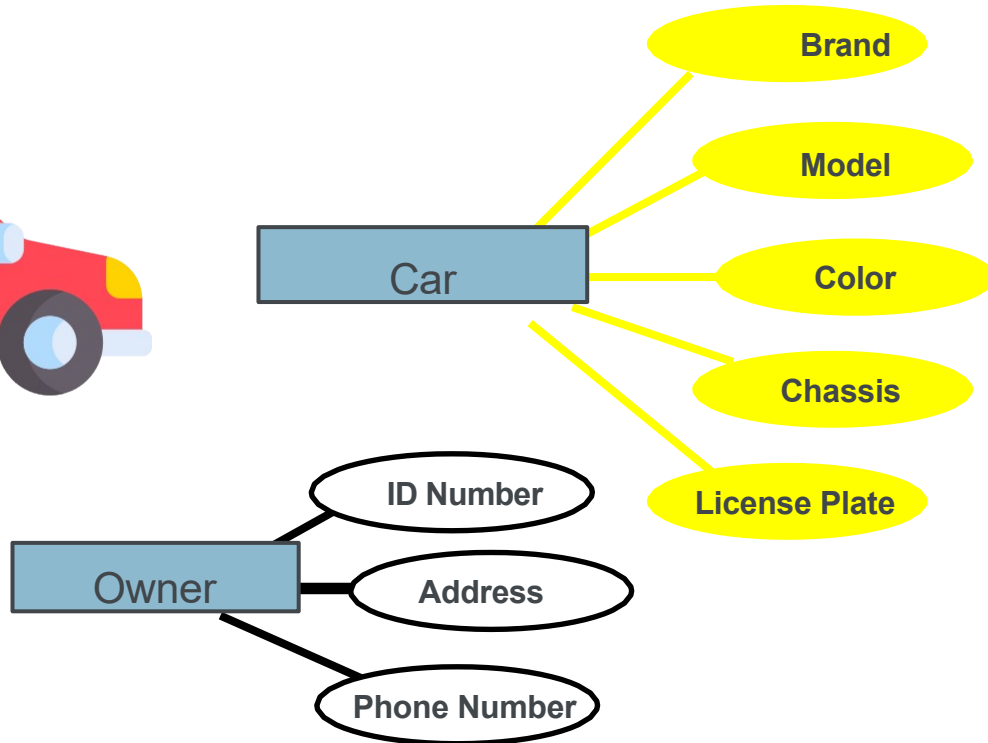 Brand
Model
Car
Color
Chassis
ID Number
License Plate
Owner
Address
Phone Number